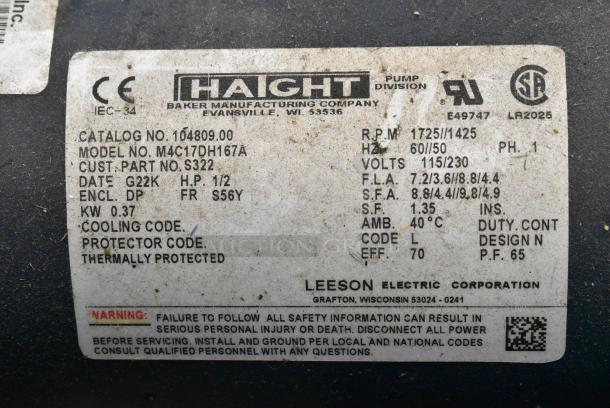 Inc.
CE
IEC-34
HAIGHT PUMP DIVISION
BAKER MANUFACTURING COMPANY
EVANSVILLE, WI. 53536
E49747
LR2025
CATALOG NO. 104809.00
MODEL NO. M4C17DH167A
CUST. PART NO. S322
DATE G22K H.P. 1/2
ENCL. DP FR S56Y
KW 0.37
COOLING CODE.
PROTECTOR CODE.
THERMALLY PROTECTED
R.P.M 1725//1425
HZ. 60//50 PH. 1
VOLTS 115/230
F.L.A. 7.2/3.6//8.8/4.4
S.F.A. 8.8/4.4//9.8/4.9
S.F. 1.35 INS.
AMB. 40°C DUTY. CONT
CODE L DESIGN N
EFF. 70 P.F. 65
LEESON ELECTRIC CORPORATION
GRAFTON, WISCONSIN 53024-0241
WARNING: FAILURE TO FOLLOW ALL SAFETY INFORMATION CAN RESULT IN
SERIOUS PERSONAL INJURY OR DEATH. DISCONNECT ALL POWER
BEFORE SERVICING. INSTALL AND GROUND PER LOCAL AND NATIONAL CODES
CONSULT QUALIFIED PERSONNEL WITH ANY QUESTIONS.